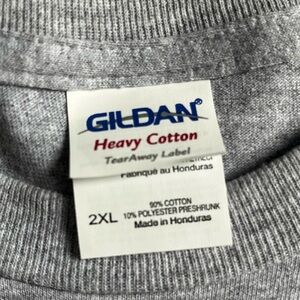 GILDAN®
Heavy Cotton
TearAway Label
Fabriqué au Honduras
90% COTTON
2XL 10% POLYESTER PRESHRUNK
Made in Honduras